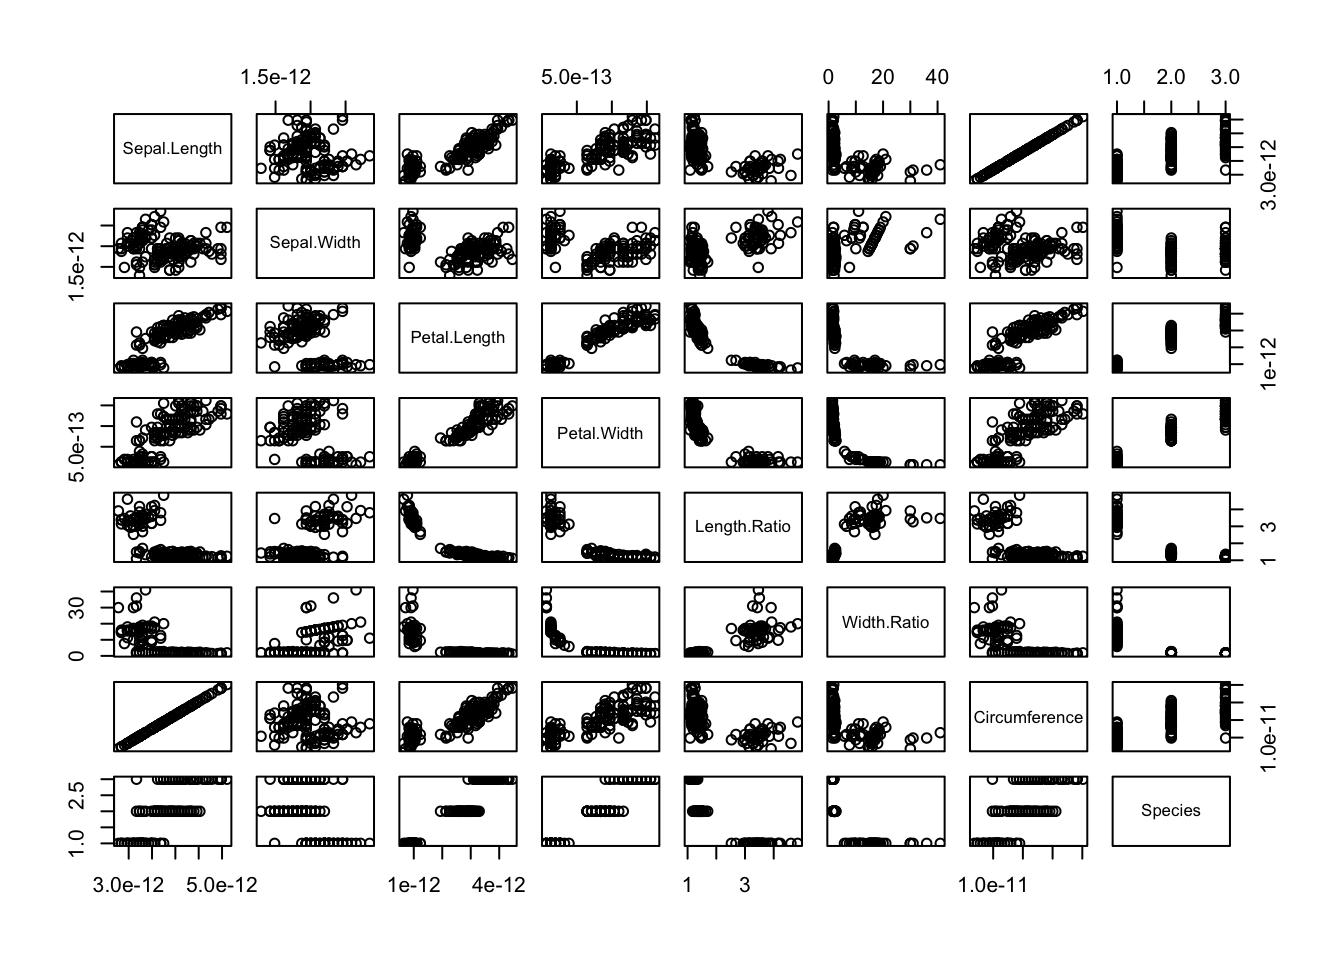 1.5e-12 5.0e-13 0 20 40 1.0 2.0 3.0
Sepal.Length
3.0e-12
1.5e-12
Sepal.Width
Petal.Length
1e-12
5.0e-13
Petal.Width
Length.Ratio
1 3
0 30
Width.Ratio
Circumference
1.0e-11
1.0 2.5
Species
3.0e-12 5.0e-12 1e-12 4e-12 1 3 1.0e-11